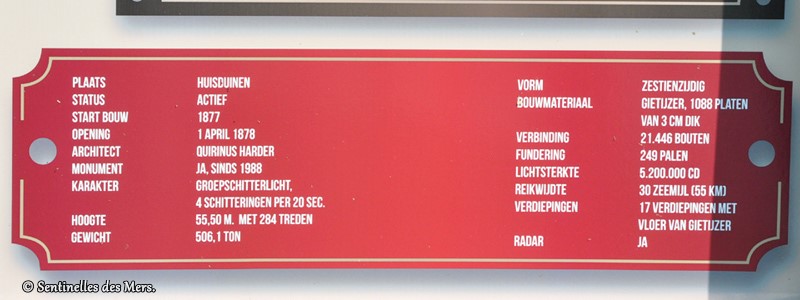 PLAATS HUISDUINEN
STATUS ACTIEF
START BOUW 1877
OPENING 1 APRIL 1878
ARCHITECT QUIRINUS HARDER
MONUMENT JA, SINDS 1988
KARAKTER GROEPSCHITTERLICHT,
4 SCHITTERINGEN PER 20 SEC.
HOOGTE 55,50 M. MET 284 TREDEN
GEWICHT 506,1 TON
VORM ZESTIENZIJDIG
BOUWMATERIAAL GIETIJZER, 1088 PLATEN
VAN 3 CM DIK
VERBINDING 21.446 BOUTEN
FUNDERING 249 PALEN
LICHTSTERKTE 5.200.000 CD
REIKWIJDTE 30 ZEEMIJL (55 KM)
VERDIEPINGEN 17 VERDIEPINGEN MET
VLOER VAN GIETIJZER
RADAR JA
© Sentinelles des Mers.